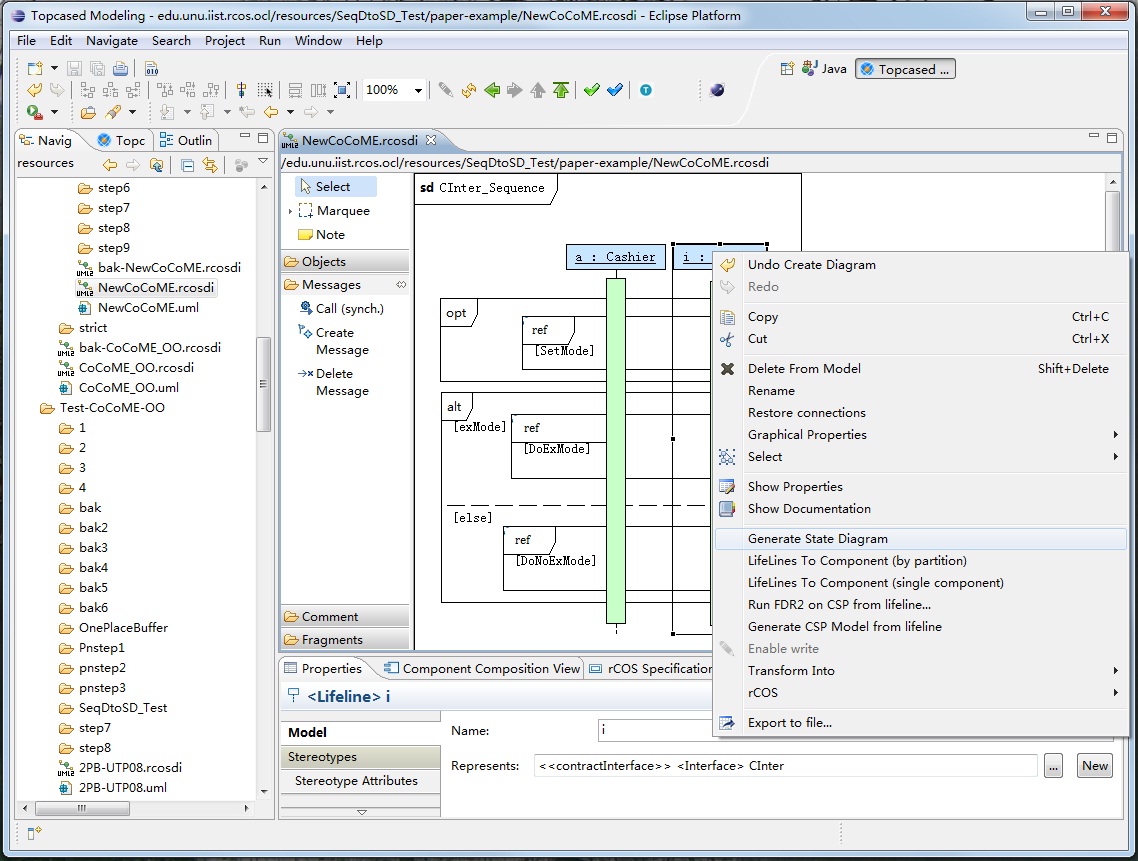 Topcased Modeling - edu.unu.iist.rcos.ocl/resources/SeqDtoSD_Test/paper-example/NewCoCoME.rcosdi - Eclipse Platform
File Edit Navigate Search Project Run Window Help
010
100%
T
Java
Topcased ...
Navig
Topc
Outlin
resources
step6
step7
step8
step9
bak-NewCoCoME.rcosdi
NewCoCoME.rcosdi
NewCoCoME.uml
strict
bak-CoCoME_OO.rcosdi
CoCoME_OO.rcosdi
CoCoME_OO.uml
Test-CoCoME-OO
1
2
3
4
bak
bak2
bak3
bak4
bak5
bak6
OnePlaceBuffer
Pnstep1
pnstep2
pnstep3
SeqDtoSD_Test
step7
step8
2PB-UTP08.rcosdi
2PB-UTP08.uml
NewCoCoME.rcosdi
/edu.unu.iist.rcos.ocl/resources/SeqDtoSD_Test/paper-example/NewCoCoME.rcosdi
Select
Marquee
Note
Objects
Messages
Call (synch.)
Create
Message
Delete
Message
Comment
Fragments
sd CInter_Sequence
a : Cashier
i :
opt
ref
[SetMode]
alt
[exMode]
ref
[DoExMode]
[else]
ref
[DoNoExMode]
Undo Create Diagram
Redo
Copy Ctrl+C
Cut Ctrl+X
Delete From Model Shift+Delete
Rename
Restore connections
Graphical Properties
Select
Show Properties
Show Documentation
Generate State Diagram
LifeLines To Component (by partition)
LifeLines To Component (single component)
Run FDR2 on CSP from lifeline...
Generate CSP Model from lifeline
Enable write
Transform Into
rCOS
Export to file...
Properties
Component Composition View
rCOS Specification
<Lifeline> i
Model
Stereotypes
Stereotype Attributes
Name: i
Represents: <<contractInterface>> <Interface> CInter
... New